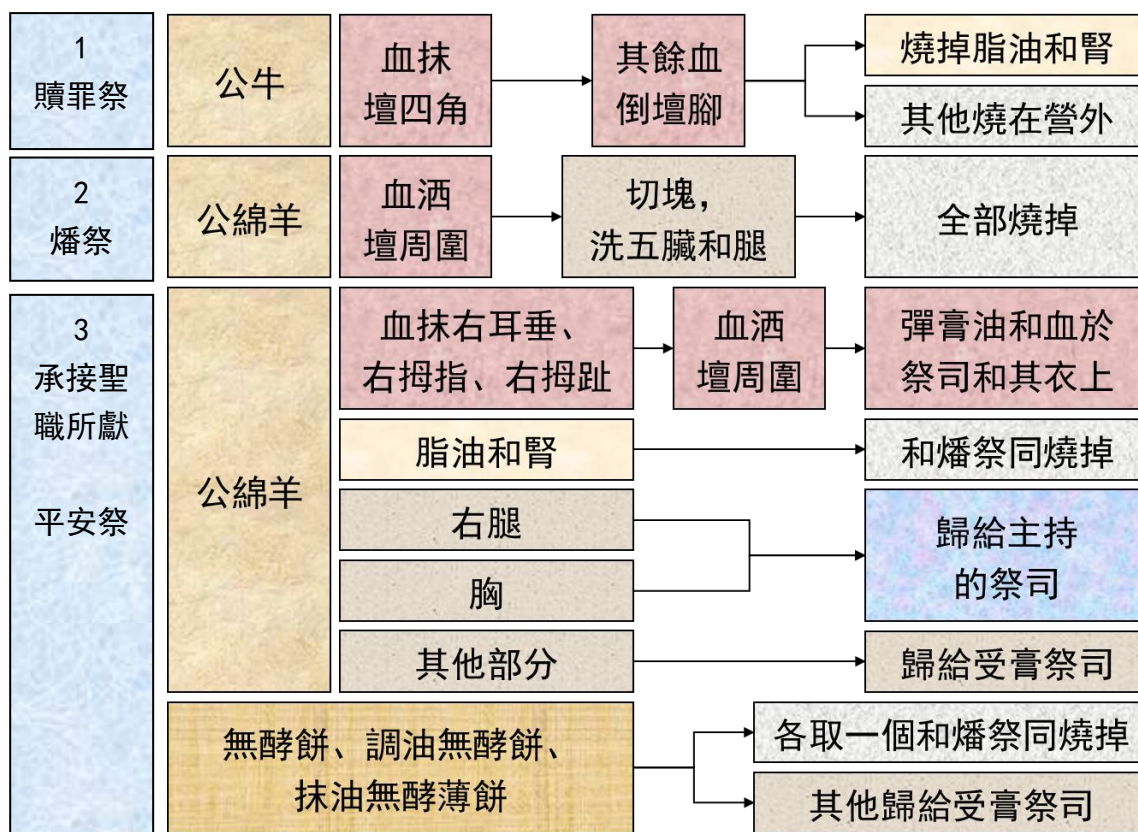 1
贖罪祭
公牛
血抹
壇四角
其餘血
倒壇腳
燒掉脂油和腎
其他燒在營外
2
燔祭
公綿羊
血洒
壇周圍
切塊，
洗五臟和腿
全部燒掉
3
承接聖
職所獻
平安祭
公綿羊
血抹右耳垂、
右拇指、右拇趾
血洒
壇周圍
彈膏油和血於
祭司和其衣上
脂油和腎
和燔祭同燒掉
右腿
胸
歸給主持
的祭司
其他部分
歸給受膏祭司
無酵餅、調油無酵餅、
抹油無酵薄餅
各取一個和燔祭同燒掉
其他歸給受膏祭司